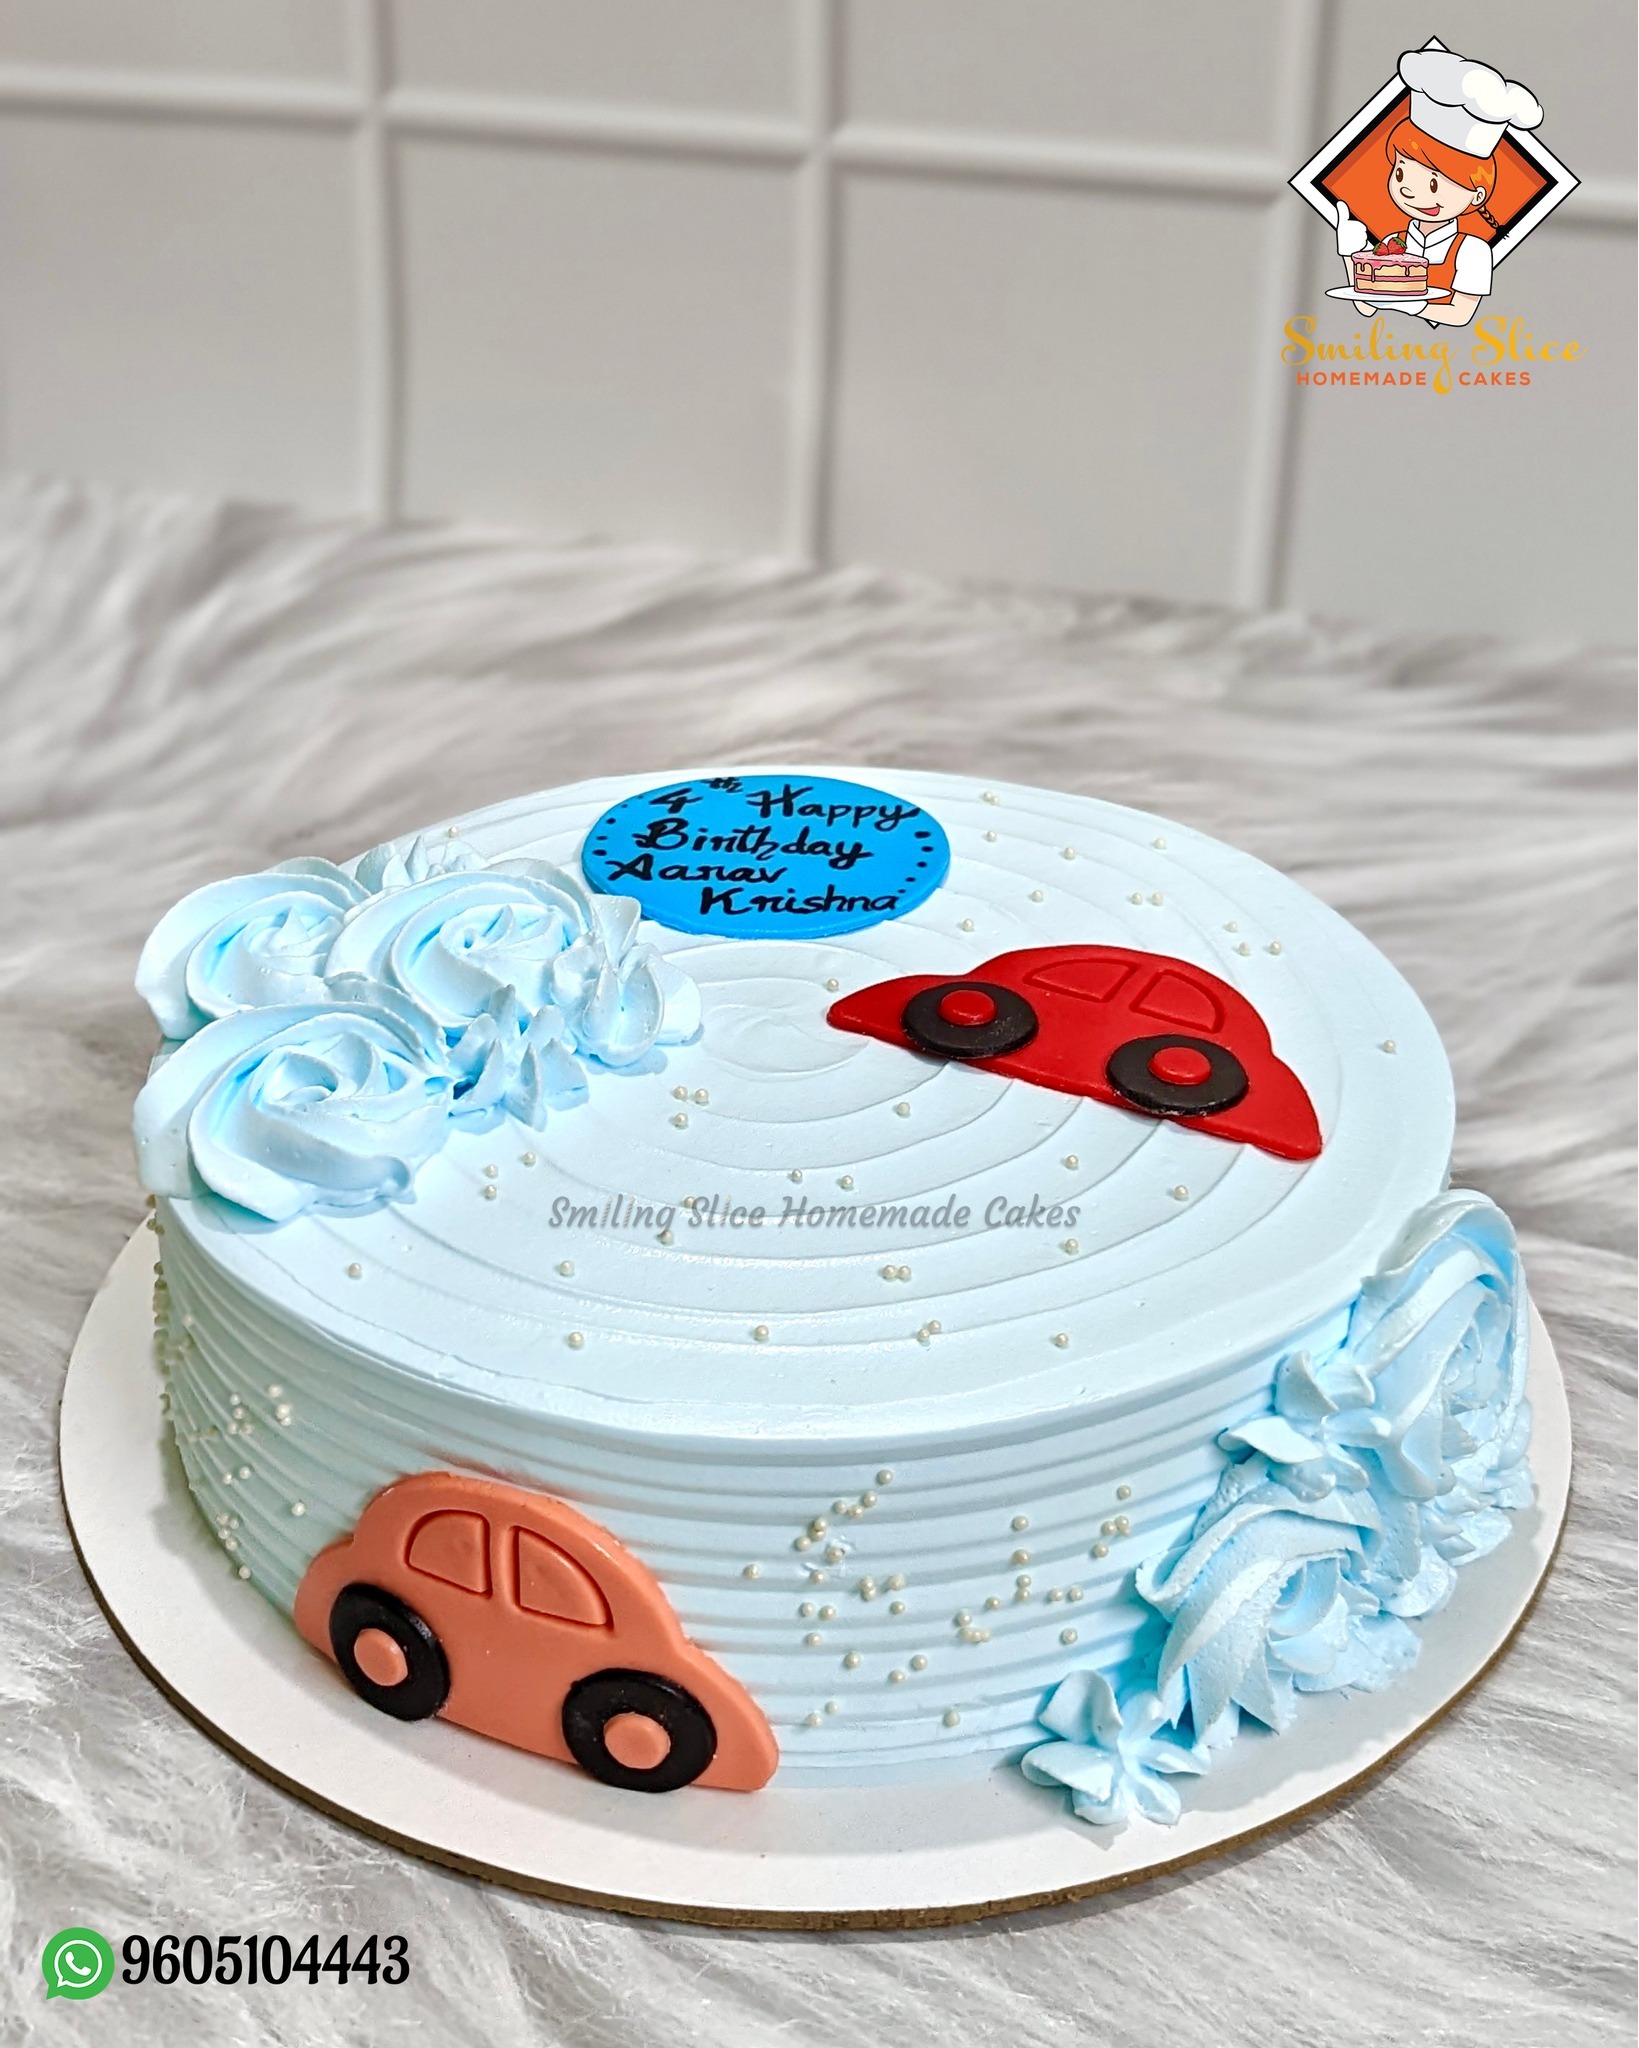 Smiling Slice
HOMEMADE CAKES
4th Happy
Birthday
Aarav
Krishna
Smiling Slice Homemade Cakes
9605104443